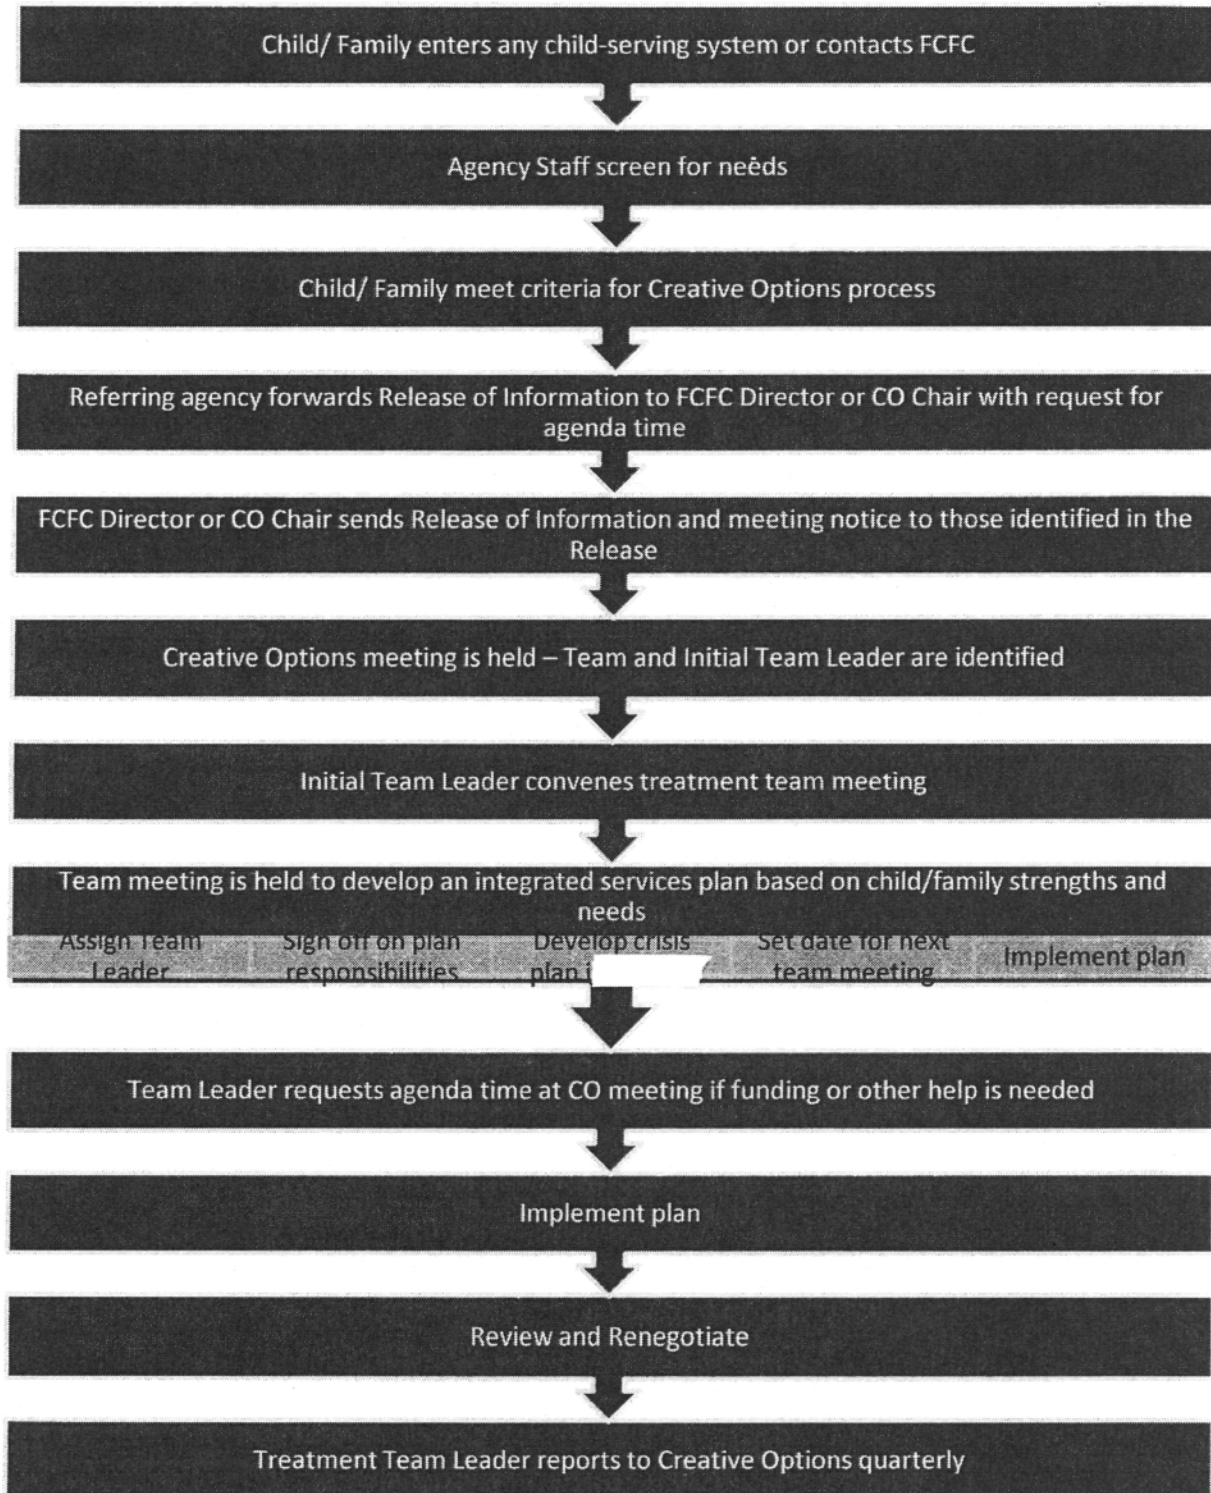 Child/ Family enters any child-serving system or contacts FCFC
Agency Staff screen for needs
Child/ Family meet criteria for Creative Options process
Referring agency forwards Release of Information to FCFC Director or CO Chair with request for
agenda time
FCFC Director or CO Chair sends Release of Information and meeting notice to those identified in the
Release
Creative Options meeting is held – Team and Initial Team Leader are identified
Initial Team Leader convenes treatment team meeting
Team meeting is held to develop an integrated services plan based on child/family strengths and
needs
Assign Team
Leader
Sign off on plan
responsibilities
Develop crisis
plan
Set date for next
team meeting
Implement plan
Team Leader requests agenda time at CO meeting if funding or other help is needed
Implement plan
Review and Renegotiate
Treatment Team Leader reports to Creative Options quarterly